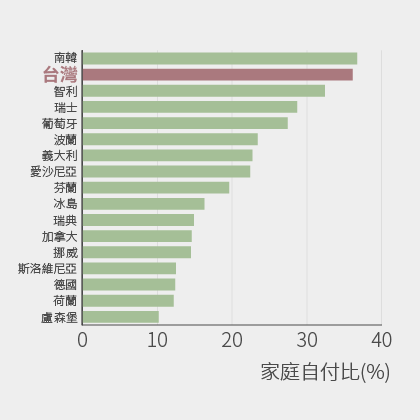 南韓
台灣
智利
瑞士
葡萄牙
波蘭
義大利
愛沙尼亞
芬蘭
冰島
瑞典
加拿大
挪威
斯洛維尼亞
德國
荷蘭
盧森堡
0 10 20 30 40
家庭自付比(%)